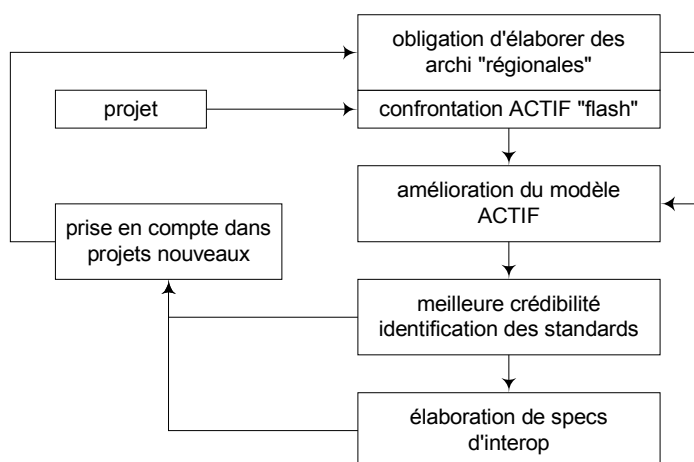 obligation d'élaborer des
archi "régionales"
projet
confrontation ACTIF "flash"
amélioration du modèle
ACTIF
prise en compte dans
projets nouveaux
meilleure crédibilité
identification des standards
élaboration de specs
d'interop